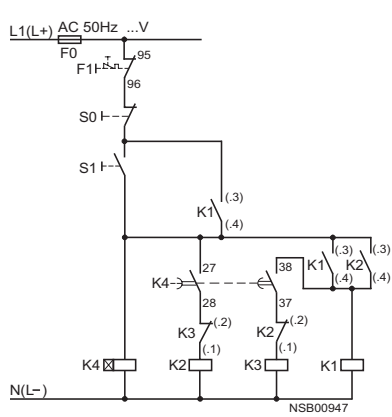 L1(L+) AC 50Hz ...V
F0
95
F1
96
S0
S1
(.3)
K1
(.4)
27 38 (.3) (.3)
K1 K2
K4 (.4) (.4)
28 37
(.2) (.2)
K3 K2
(.1) (.1)
K4 K2 K3 K1
N(L−)
NSB00947